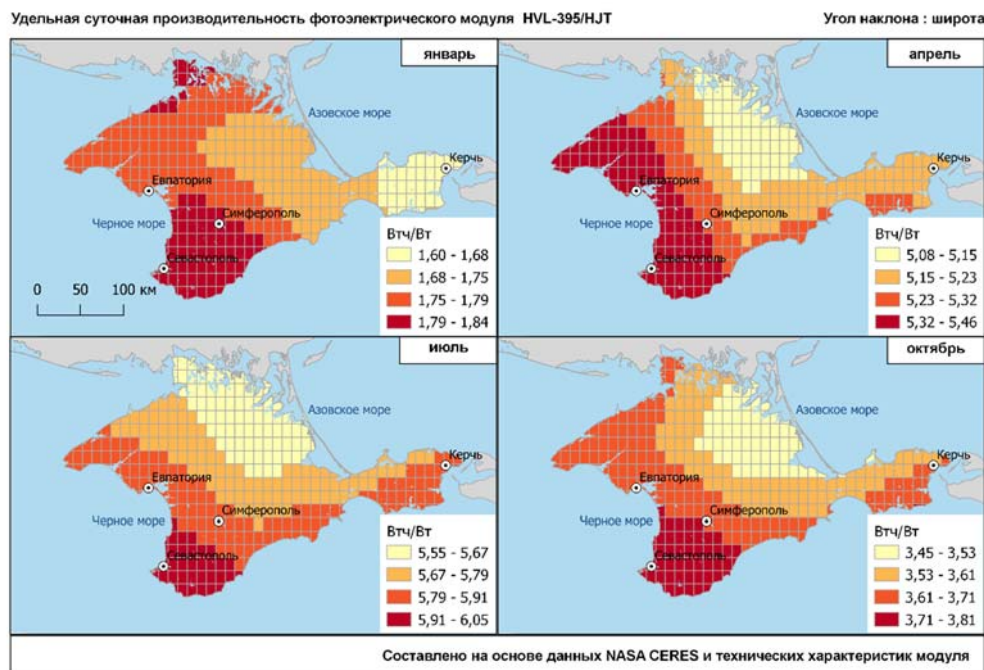 Удельная суточная производительность фотоэлектрического модуля HVL-395/HJT
Угол наклона : широта
январь
Азовское море
Керчь
Евпатория
Черное море
Симферополь
Севастополь
0 50 100 км
Втч/Вт
1,60 - 1,68
1,68 - 1,75
1,75 - 1,79
1,79 - 1,84
апрель
Азовское море
Керчь
Евпатория
Черное море
Симферополь
Севастополь
Втч/Вт
5,08 - 5,15
5,15 - 5,23
5,23 - 5,32
5,32 - 5,46
июль
Азовское море
Керчь
Евпатория
Черное море
Симферополь
Севастополь
Втч/Вт
5,55 - 5,67
5,67 - 5,79
5,79 - 5,91
5,91 - 6,05
октябрь
Азовское море
Керчь
Евпатория
Черное море
Симферополь
Севастополь
Втч/Вт
3,45 - 3,53
3,53 - 3,61
3,61 - 3,71
3,71 - 3,81
Составлено на основе данных NASA CERES и технических характеристик модуля